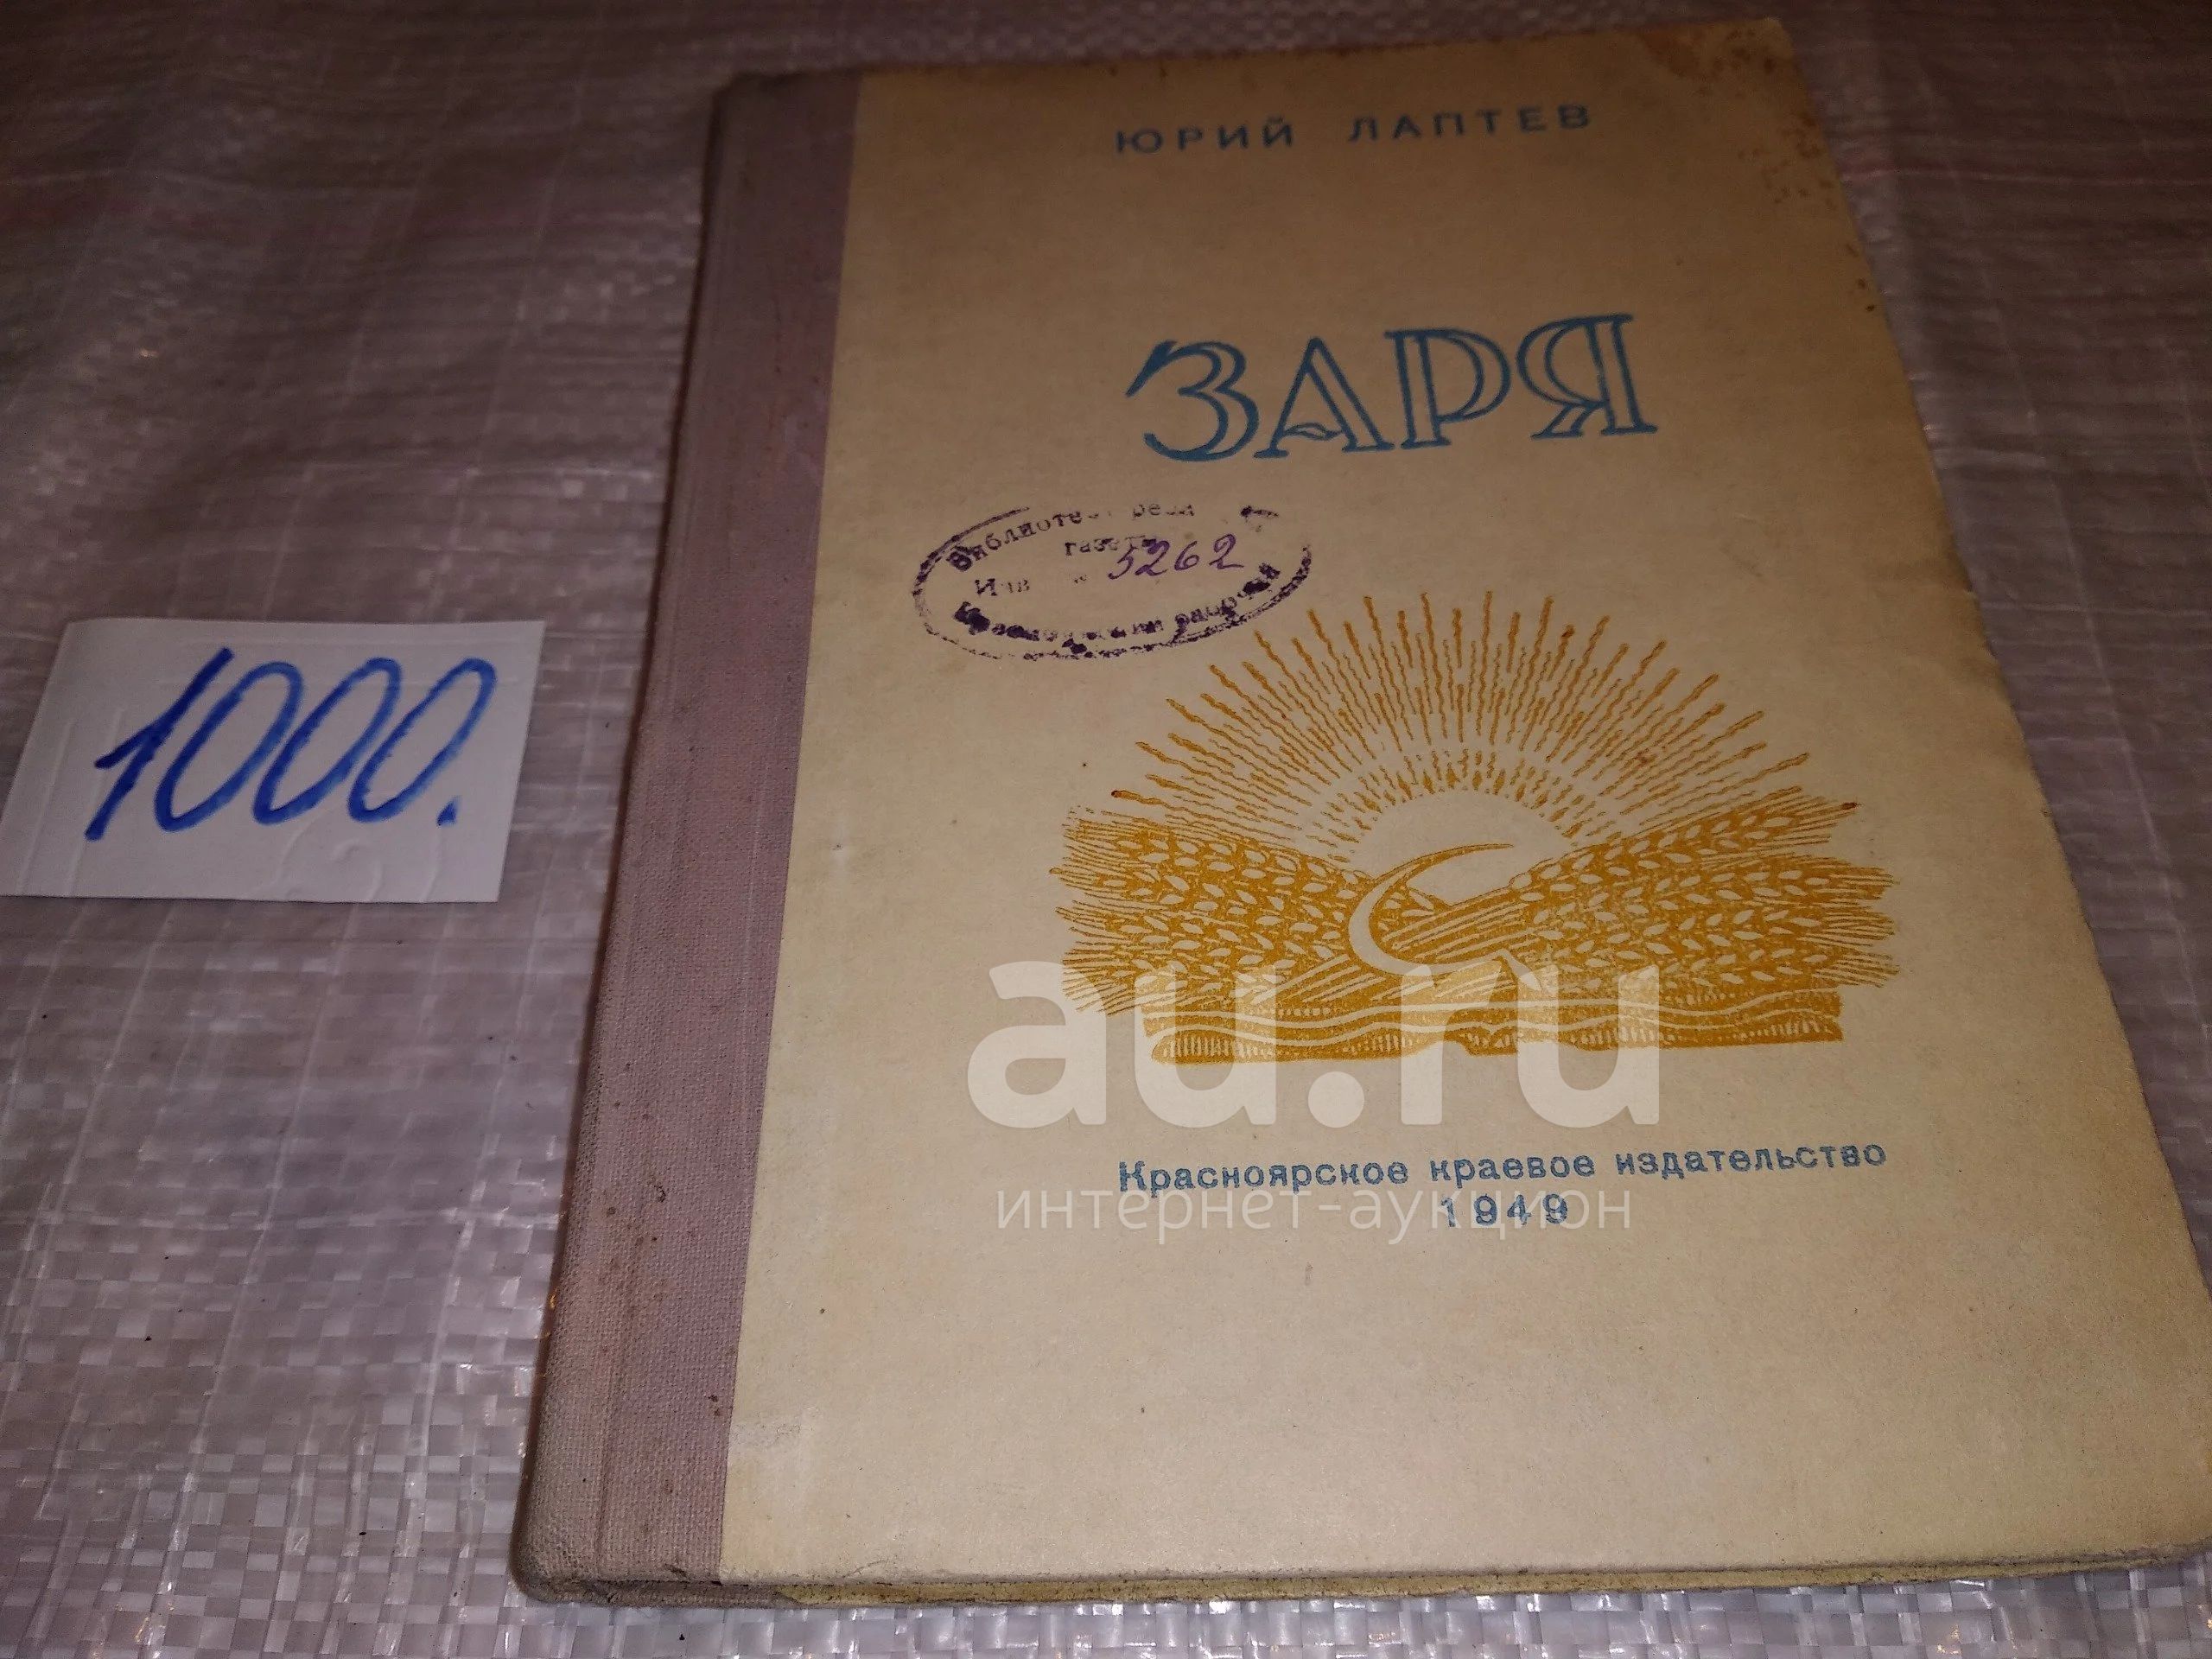 ЮРИЙ ЛАПТЕВ
ЗАРЯ
5262
1000.
au.ru
Красноярское краевое издательство
интернет-аукцион
1949